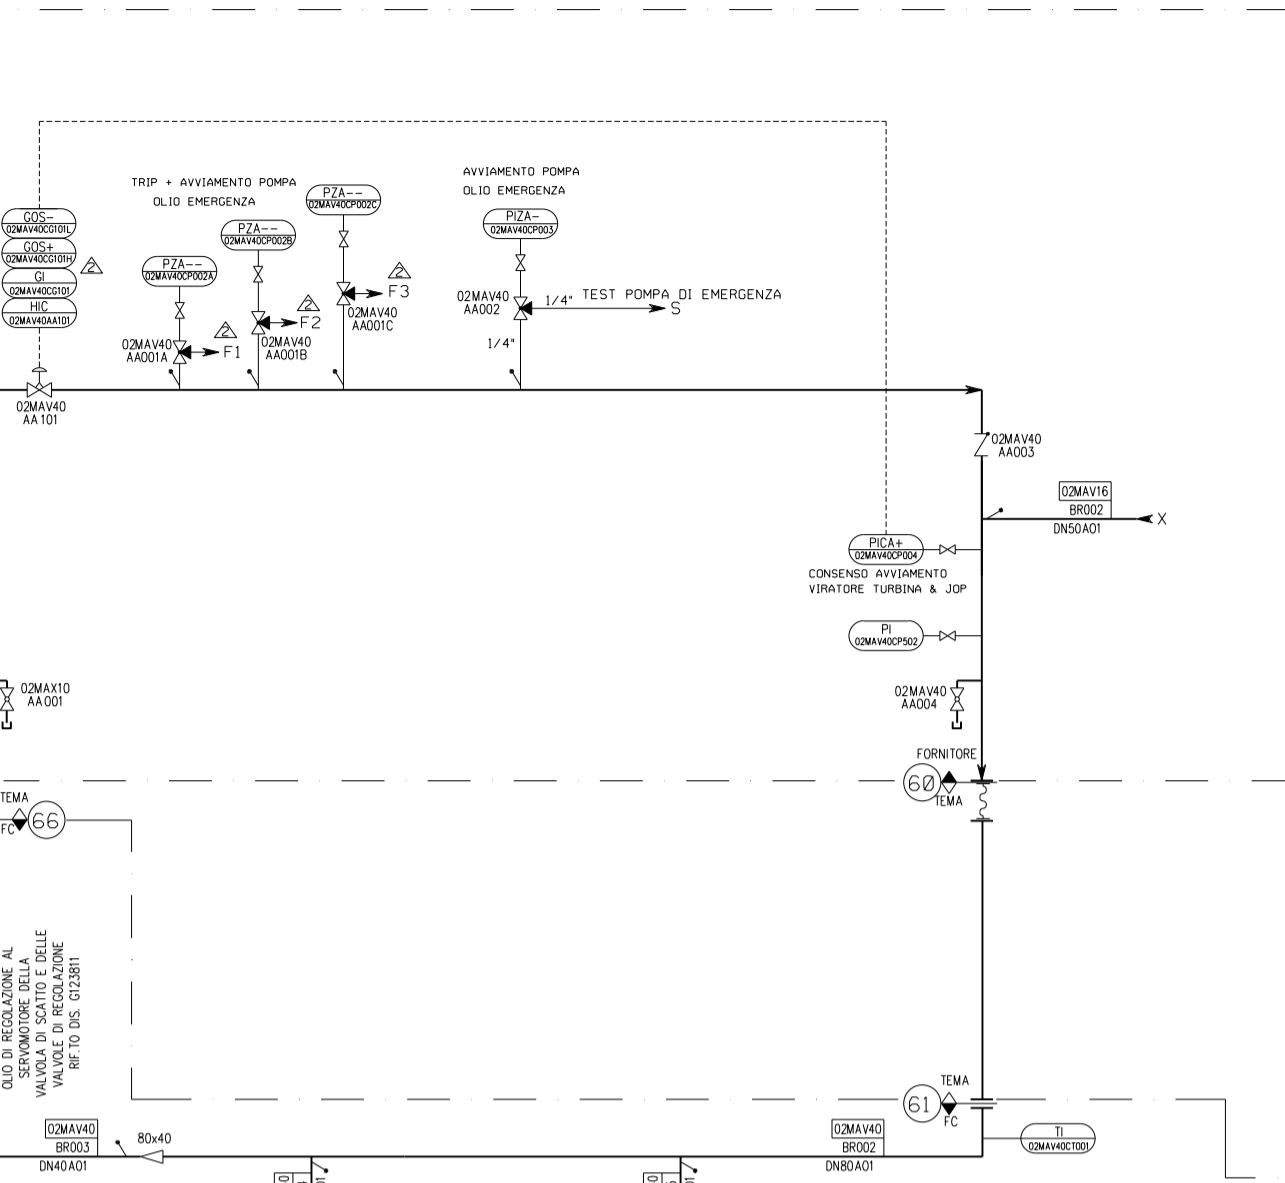 TRIP + AVVIAMENTO POMPA
OLIO EMERGENZA
AVVIAMENTO POMPA
OLIO EMERGENZA
GOS-
02MAV40CG101L
GOS+
02MAV40CG101H
GI
02MAV40CG101
HIC
02MAV40AA101
2
02MAV40
AA101
PZA--
02MAV40CP002A
02MAV40
AA001A
2
F1
PZA--
02MAV40CP002B
02MAV40
AA001B
2
F2
PZA--
02MAV40CP002C
02MAV40
AA001C
2
F3
PIZA-
02MAV40CP003
02MAV40
AA002
1/4"
TEST POMPA DI EMERGENZA
S
1/4"
02MAV40
AA003
02MAV16
BR002
DN50A01
X
PICA+
02MAV40CP004
CONSENSO AVVIAMENTO
VIRATORE TURBINA & JOP
PI
02MAV40CP502
02MAX10
AA001
02MAV40
AA004
FORNITORE
60
TEMA
TEMA
FC
66
OLIO DI REGOLAZIONE AL
SERVOMOTORE DELLA
VALVOLA DI SCATTO E DELLE
VALVOLE DI REGOLAZIONE
RIF.TO DIS. G123811
TEMA
61
FC
02MAV40
BR003
DN40A01
80x40
02MAV40
BR002
DN80A01
TI
02MAV40CT001